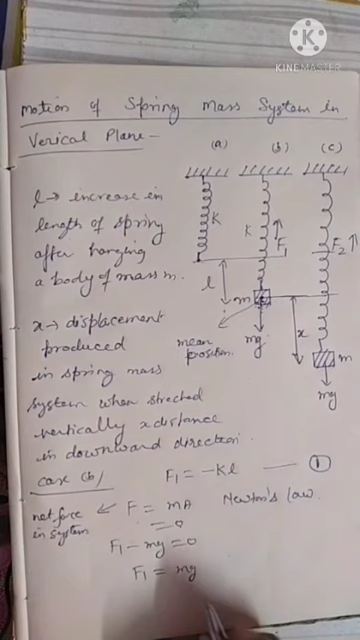 K
KINEMASTER
Motion of Spring Mass System in
Verical Plane -
(a) (b) (c)
l → increase in
length of spring
after hanging
a body of mass m.
K
K
F1
F2
l
m
mg
mean
position
x
m
mg
x → displacement
produced
in spring mass
system when streched
vertically x distance
in downward direction.
case (b)
F1 = -Kl — ①
net force
in system
← F = mA Newton's law.
= 0
F1 - mg = 0
F1 = mg